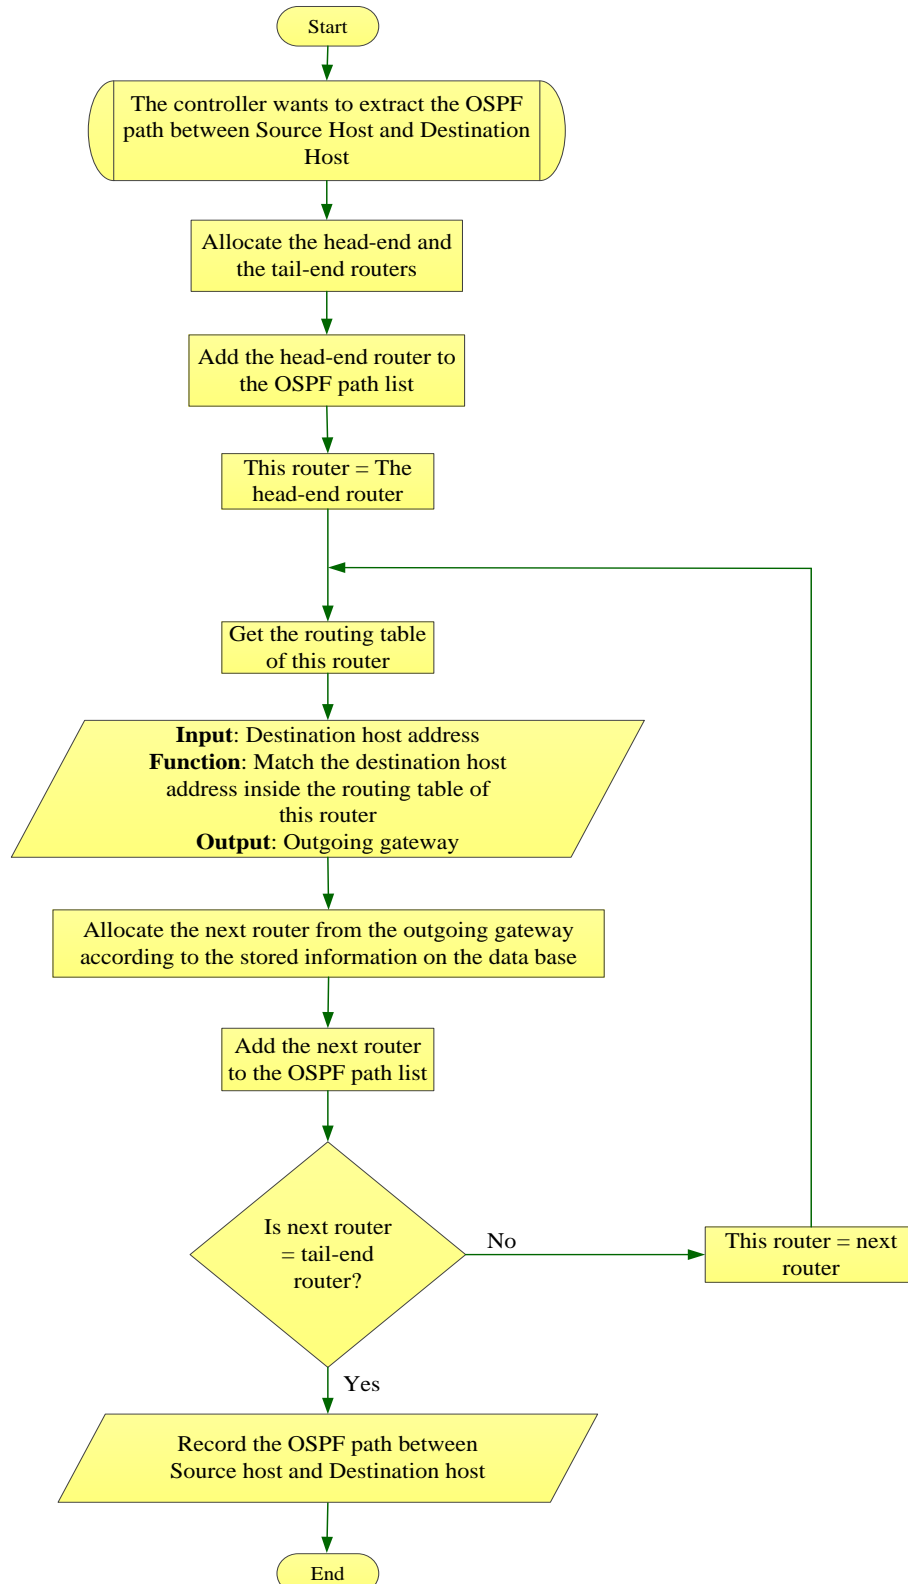 Start
The controller wants to extract the OSPF
path between Source Host and Destination
Host
Allocate the head-end and
the tail-end routers
Add the head-end router to
the OSPF path list
This router = The
head-end router
Get the routing table
of this router
Input: Destination host address
Function: Match the destination host
address inside the routing table of
this router
Output: Outgoing gateway
Allocate the next router from the outgoing gateway
according to the stored information on the data base
Add the next router
to the OSPF path list
Is next router
= tail-end
router?
No
This router = next
router
Yes
Record the OSPF path between
Source host and Destination host
End